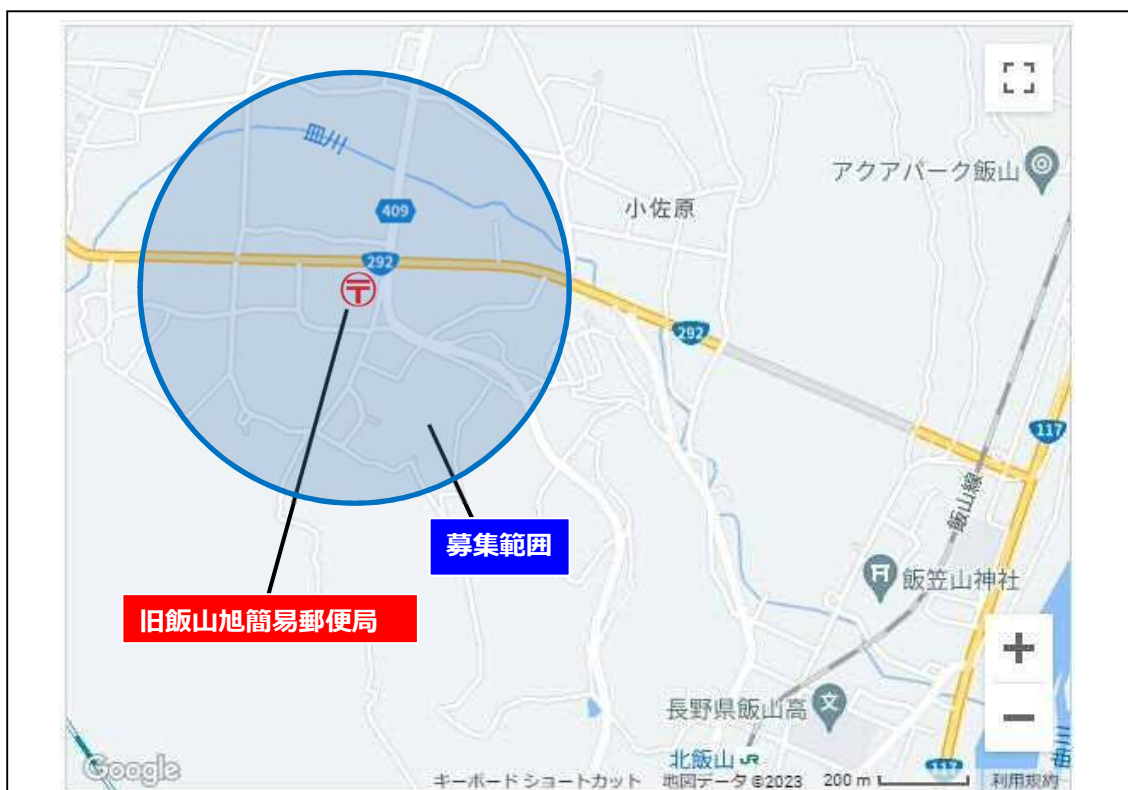 アクアパーク飯山
小佐原
409
292
292
117
飯山線
募集範囲
飯笠山神社
旧飯山旭簡易郵便局
長野県飯山高
北飯山
Google
キーボード ショートカット 地図データ ©2023 200 m 利用規約